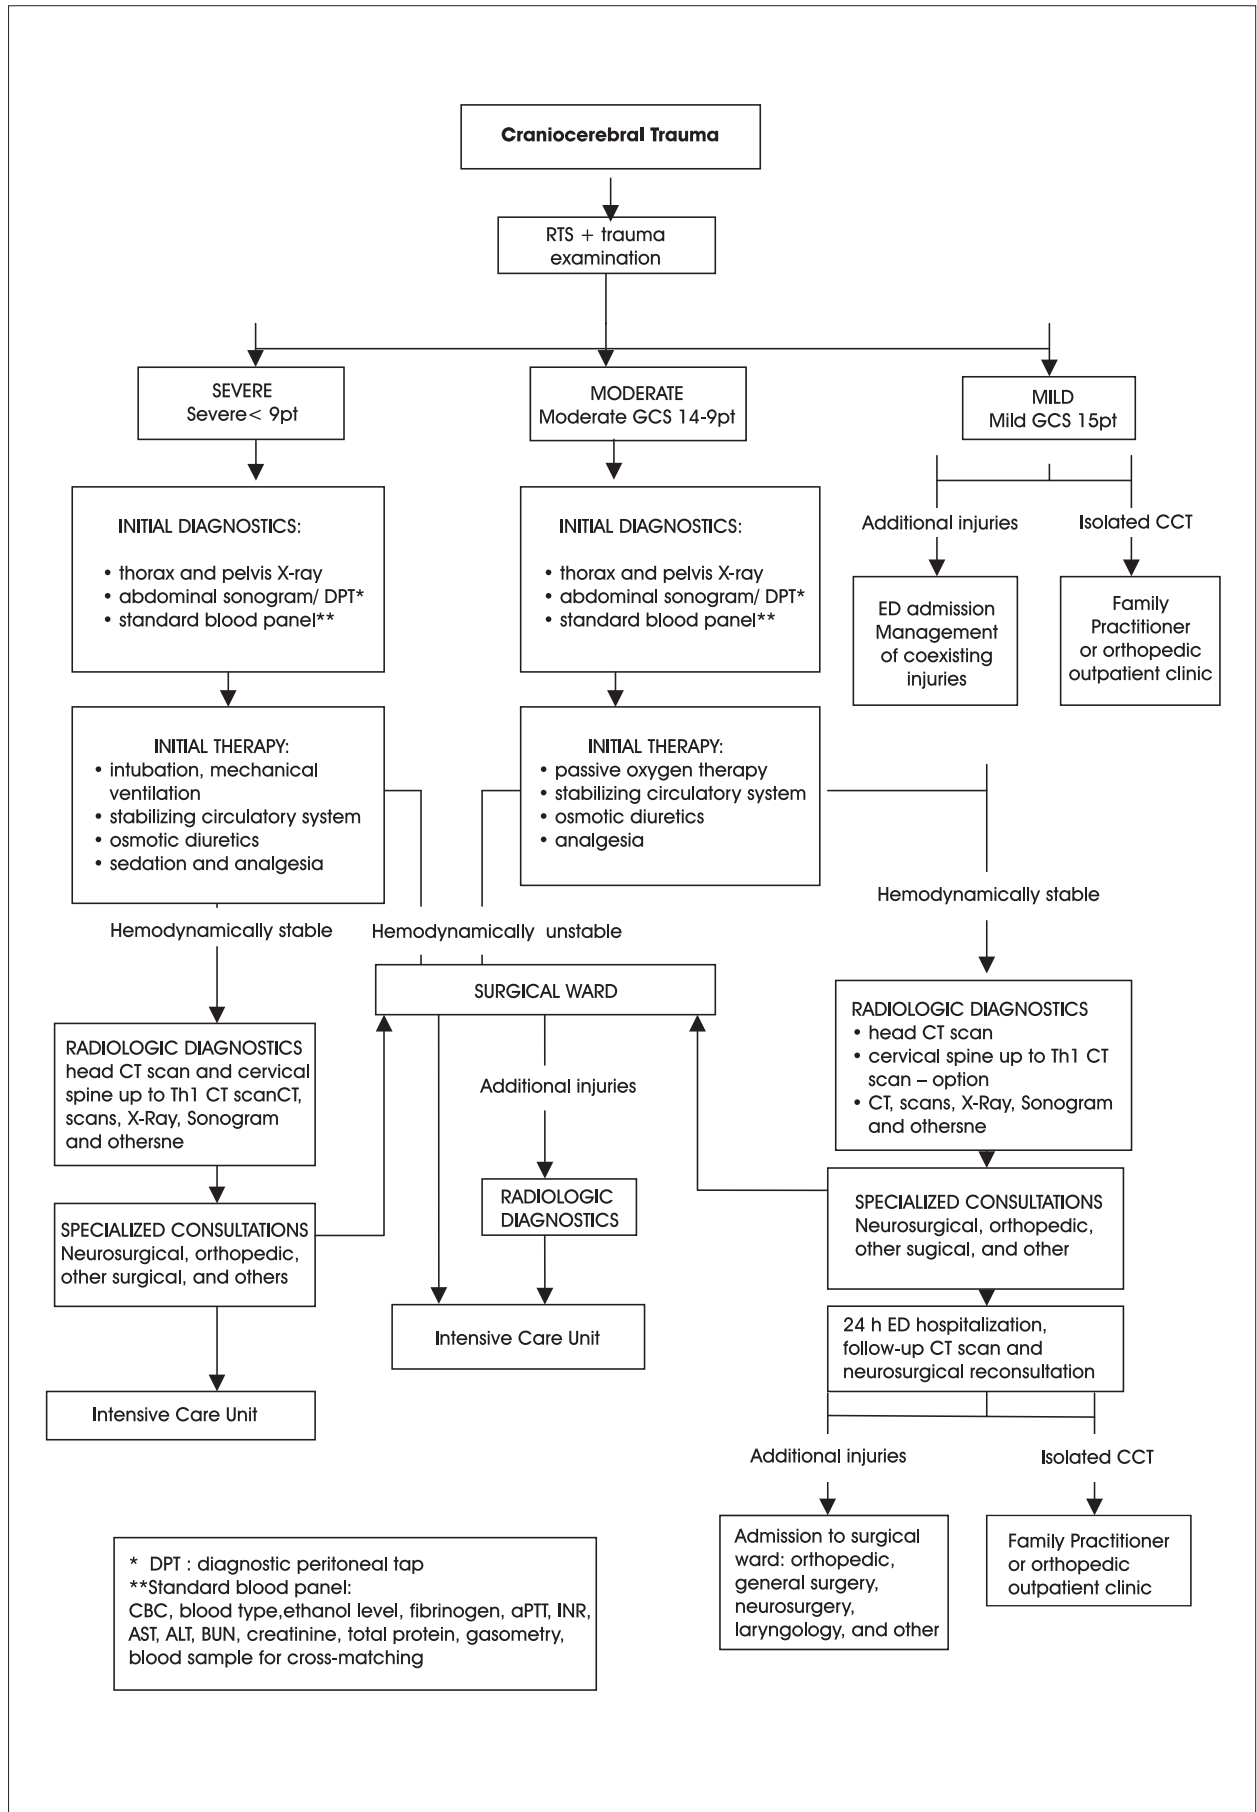 Craniocerebral Trauma
RTS + trauma
examination
SEVERE
Severe< 9pt
MODERATE
Moderate GCS 14-9pt
MILD
Mild GCS 15pt
INITIAL DIAGNOSTICS:
• thorax and pelvis X-ray
• abdominal sonogram/ DPT*
• standard blood panel**
INITIAL DIAGNOSTICS:
• thorax and pelvis X-ray
• abdominal sonogram/ DPT*
• standard blood panel**
Additional injuries
Isolated CCT
ED admission
Management
of coexisting
injuries
Family
Practitioner
or orthopedic
outpatient clinic
INITIAL THERAPY:
• intubation, mechanical
ventilation
• stabilizing circulatory system
• osmotic diuretics
• sedation and analgesia
INITIAL THERAPY:
• passive oxygen therapy
• stabilizing circulatory system
• osmotic diuretics
• analgesia
Hemodynamically stable
Hemodynamically unstable
Hemodynamically stable
SURGICAL WARD
RADIOLOGIC DIAGNOSTICS
head CT scan and cervical
spine up to Th1 CT scanCT,
scans, X-Ray, Sonogram
and othersne
Additional injuries
RADIOLOGIC DIAGNOSTICS
• head CT scan
• cervical spine up to Th1 CT
scan – option
• CT, scans, X-Ray, Sonogram
and othersne
RADIOLOGIC
DIAGNOSTICS
SPECIALIZED CONSULTATIONS
Neurosurgical, orthopedic,
other surgical, and others
SPECIALIZED CONSULTATIONS
Neurosurgical, orthopedic,
other sugical, and other
Intensive Care Unit
24 h ED hospitalization,
follow-up CT scan and
neurosurgical reconsultation
Intensive Care Unit
Additional injuries
Isolated CCT
Admission to surgical
ward: orthopedic,
general surgery,
neurosurgery,
laryngology, and other
Family Practitioner
or orthopedic
outpatient clinic
* DPT : diagnostic peritoneal tap
**Standard blood panel:
CBC, blood type,ethanol level, fibrinogen, aPTT, INR,
AST, ALT, BUN, creatinine, total protein, gasometry,
blood sample for cross-matching